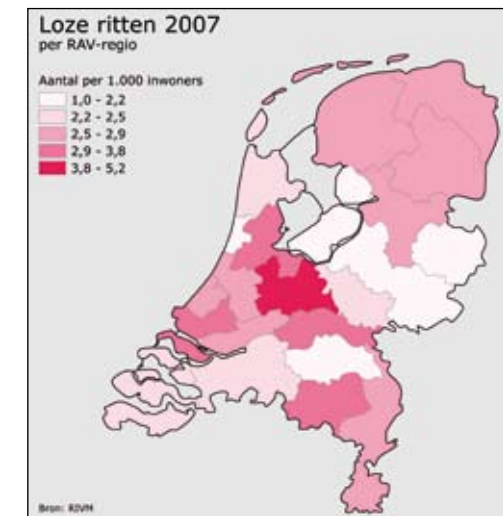 Loze ritten 2007
per RAV-regio
Aantal per 1.000 inwoners
1,0 - 2,2
2,2 - 2,5
2,5 - 2,9
2,9 - 3,8
3,8 - 5,2
Bron: RIVM